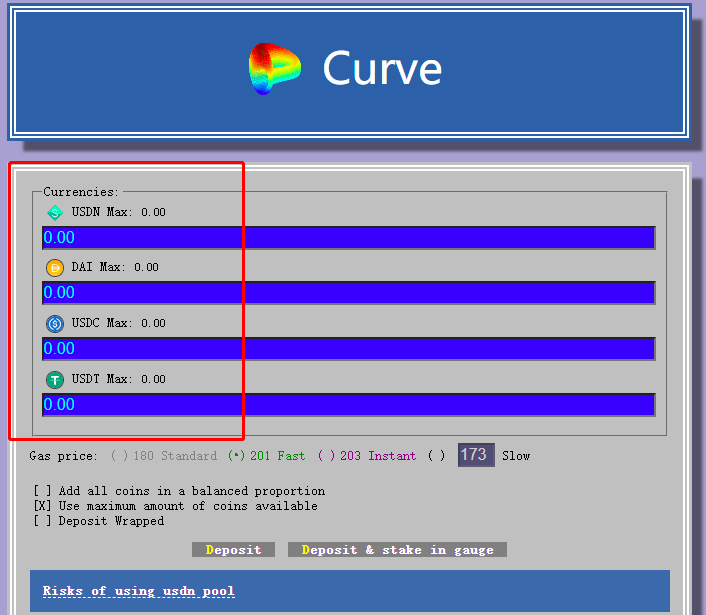 Curve
Currencies:
USDN Max: 0.00
0.00
DAI Max: 0.00
0.00
USDC Max: 0.00
0.00
USDT Max: 0.00
0.00
Gas price: ( ) 180 Standard (•) 201 Fast ( ) 203 Instant ( ) 173 Slow
[ ] Add all coins in a balanced proportion
[X] Use maximum amount of coins available
[ ] Deposit Wrapped
Deposit Deposit & stake in gauge
Risks of using usdn pool